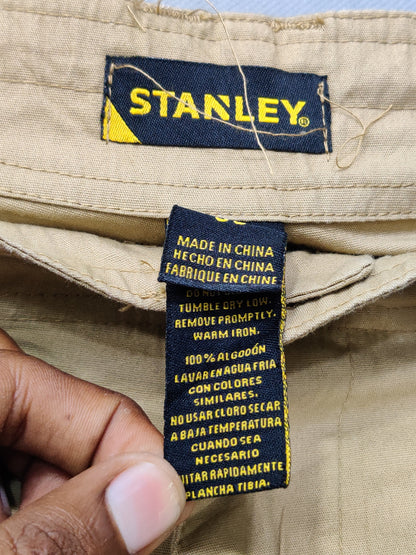 STANLEY®
MADE IN CHINA
HECHO EN CHINA
FABRIQUE EN CHINE
TUMBLE DRY LOW.
REMOVE PROMPTLY.
WARM IRON.
100% ALGODÓN
LAVAR EN AGUA FRIA
CON COLORES
SIMILARES.
NO USAR CLORO SECAR
A BAJA TEMPERATURA
CUANDO SEA
NECESARIO
RAPIDAMENTE
PLANCHA TIBIA.